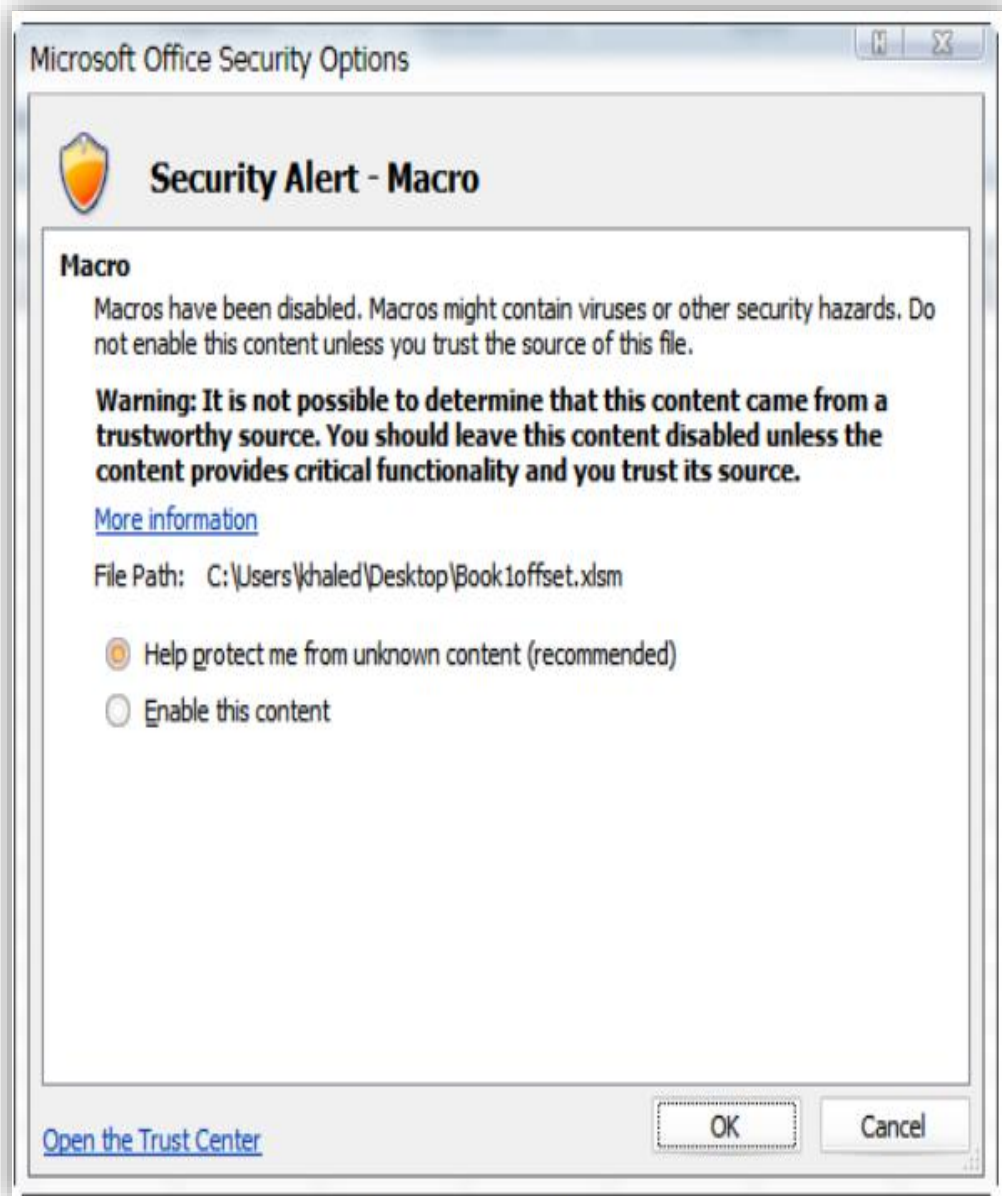 Microsoft Office Security Options
Security Alert - Macro
Macro
Macros have been disabled. Macros might contain viruses or other security hazards. Do
not enable this content unless you trust the source of this file.
Warning: It is not possible to determine that this content came from a
trustworthy source. You should leave this content disabled unless the
content provides critical functionality and you trust its source.
More information
File Path: C:\Users\khaled\Desktop\Book1offset.xlsm
Help protect me from unknown content (recommended)
Enable this content
Open the Trust Center
OK
Cancel